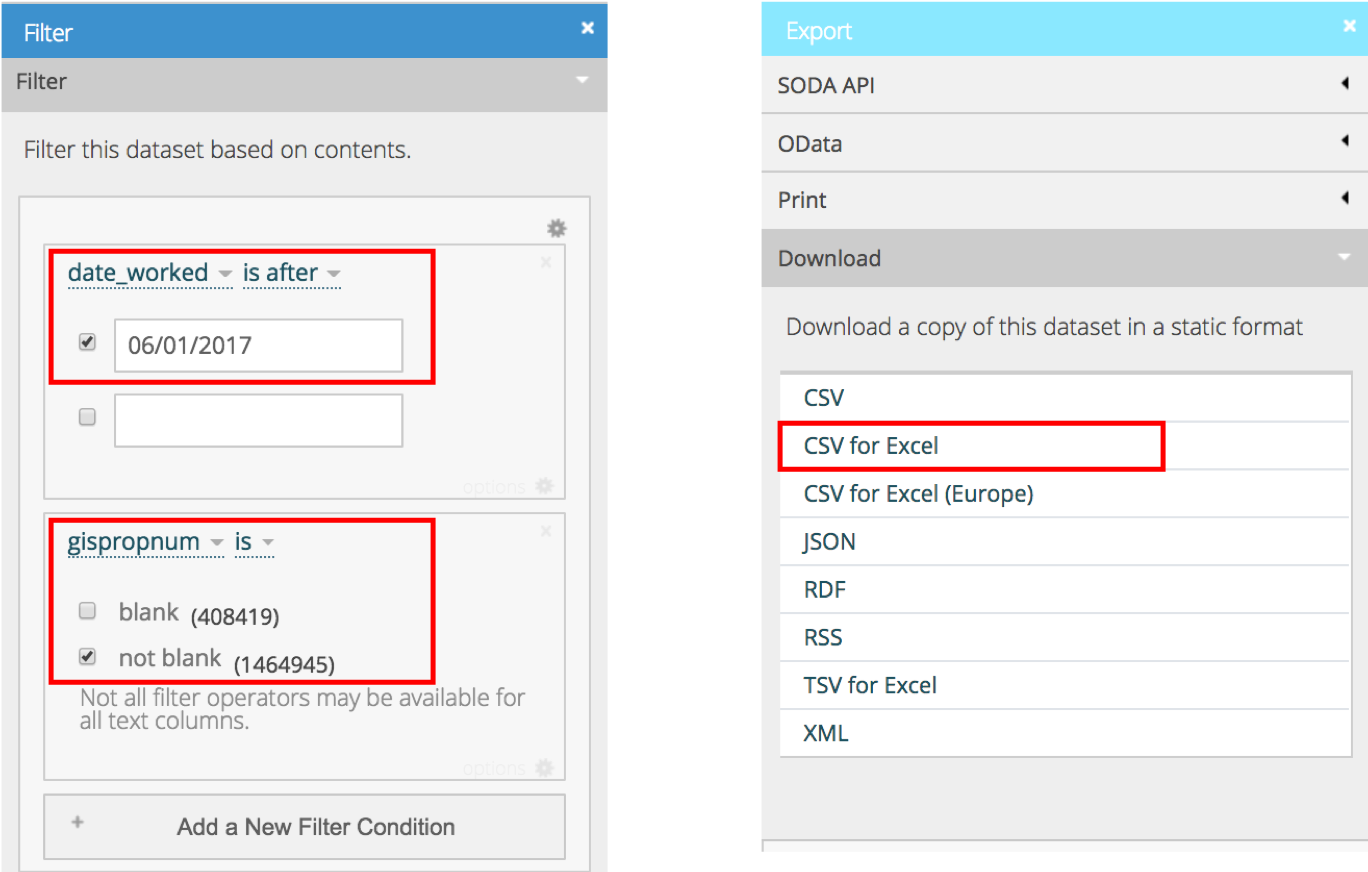 Filter
Filter
Filter this dataset based on contents.
date_worked is after
06/01/2017
options
gispropnum is
blank (408419)
not blank (1464945)
Not all filter operators may be available for
all text columns.
options
+ Add a New Filter Condition
Export
SODA API
OData
Print
Download
Download a copy of this dataset in a static format
CSV
CSV for Excel
CSV for Excel (Europe)
JSON
RDF
RSS
TSV for Excel
XML